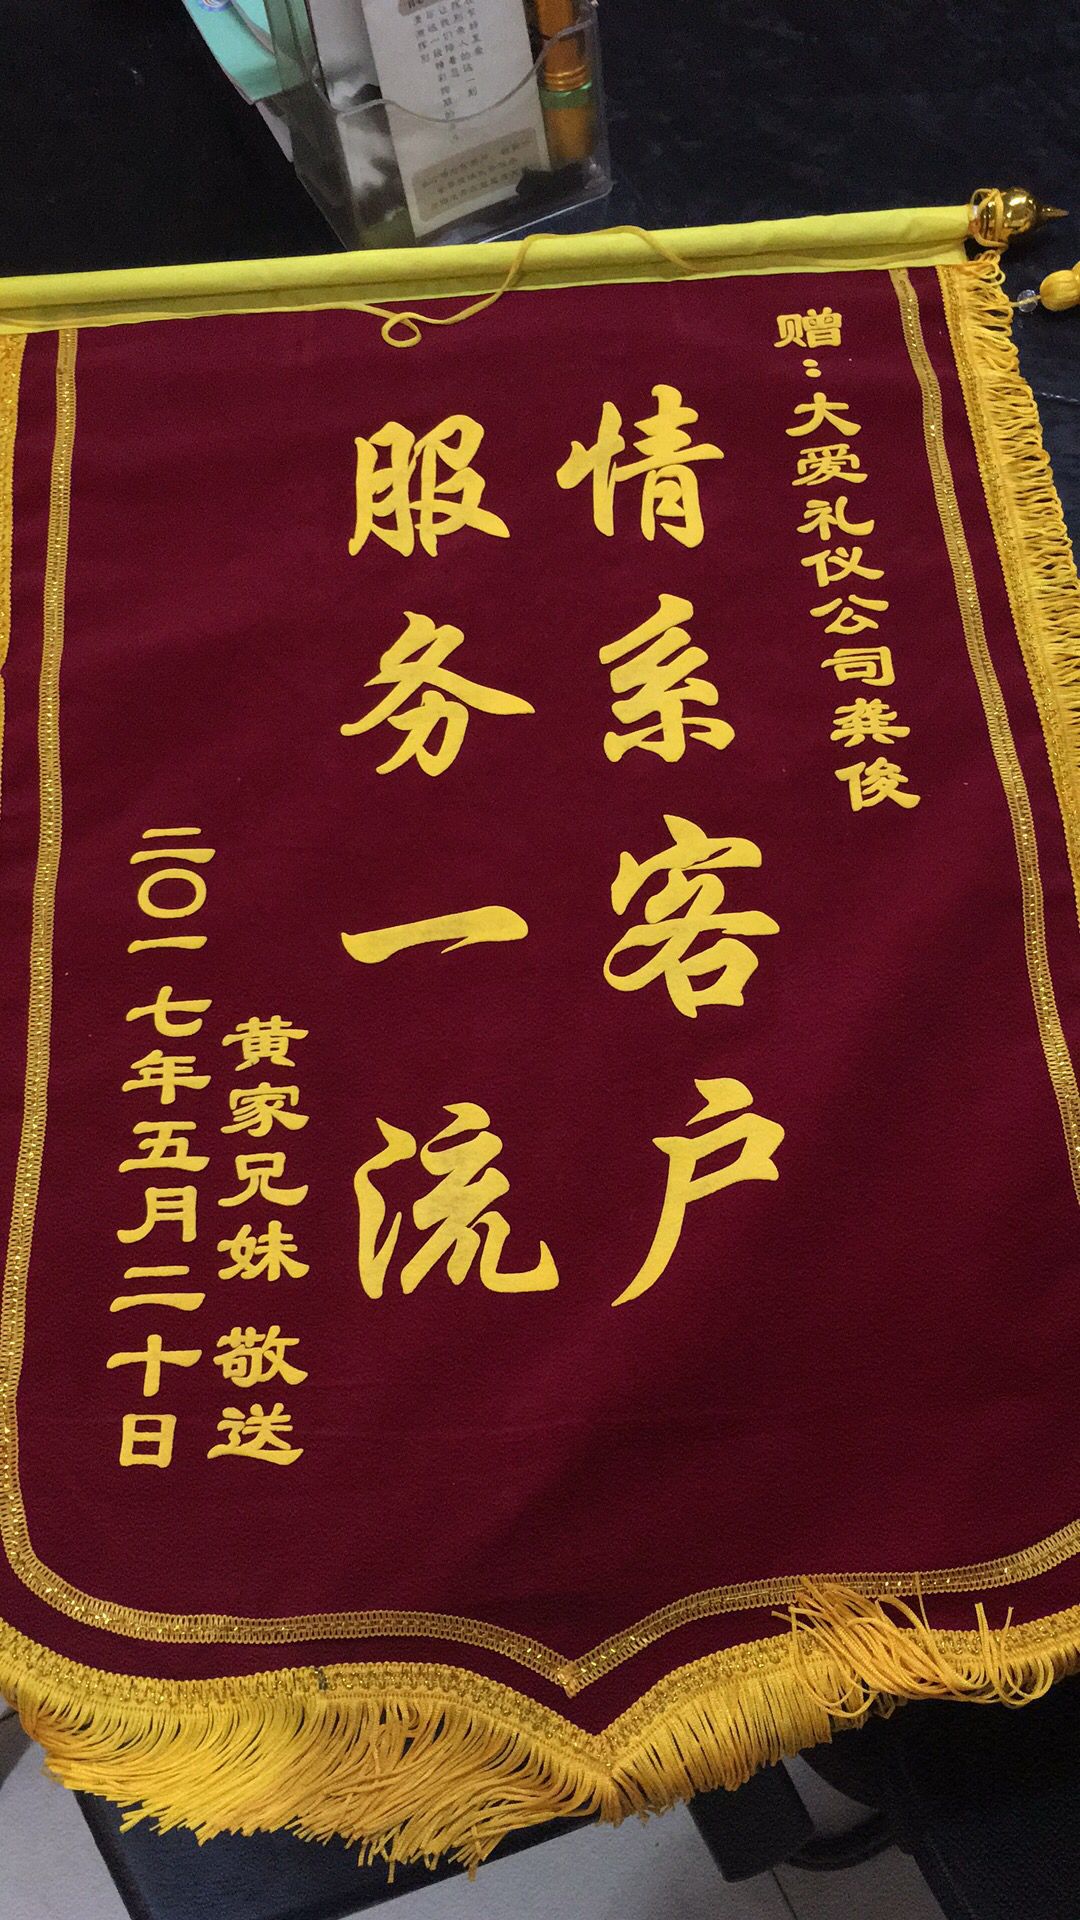 赠：大爱礼仪公司龚俊
情系客户
服务一流
黄家兄妹 敬送
二〇一七年五月二十日